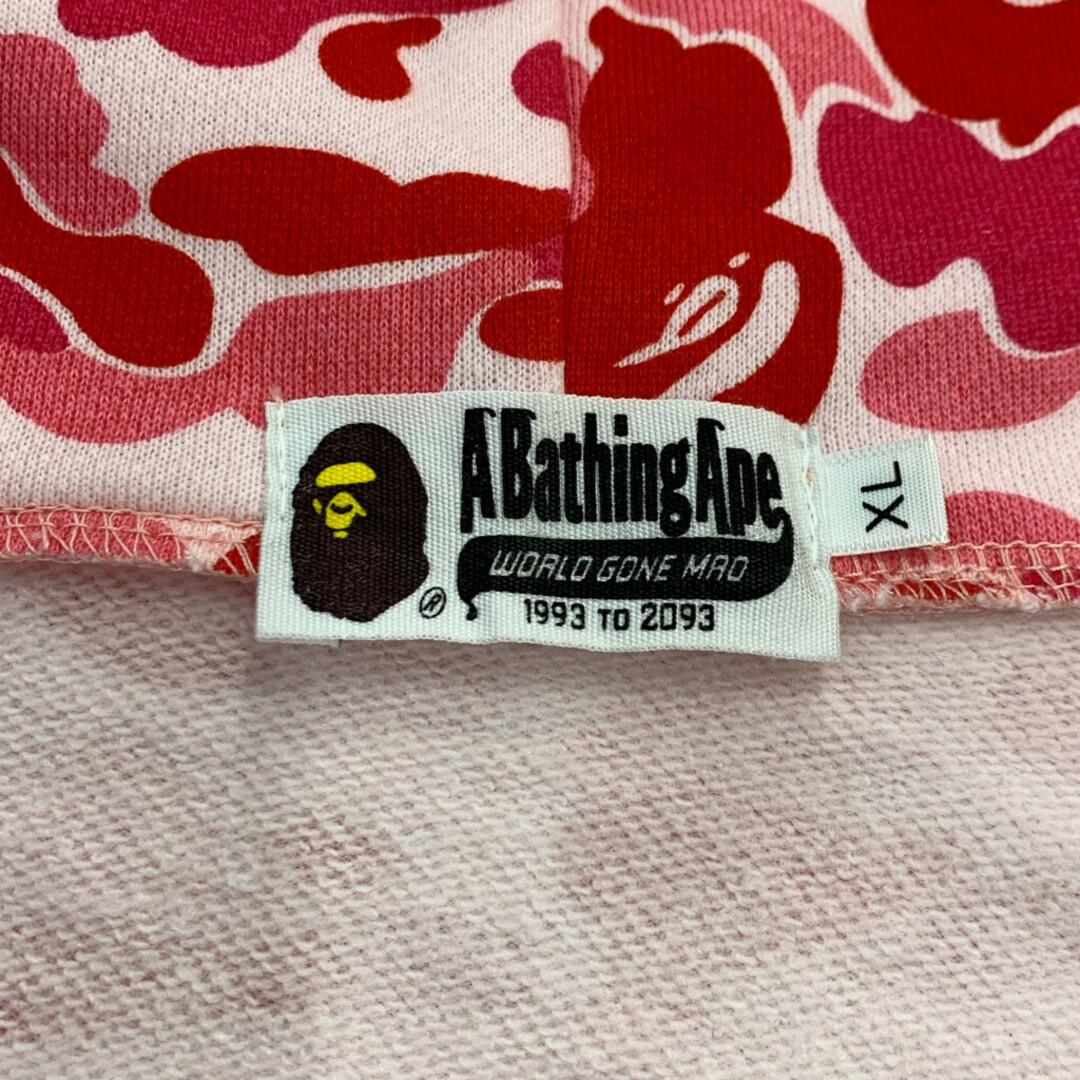 A Bathing Ape
WORLD GONE MAD
1993 TO 2093
®
XL